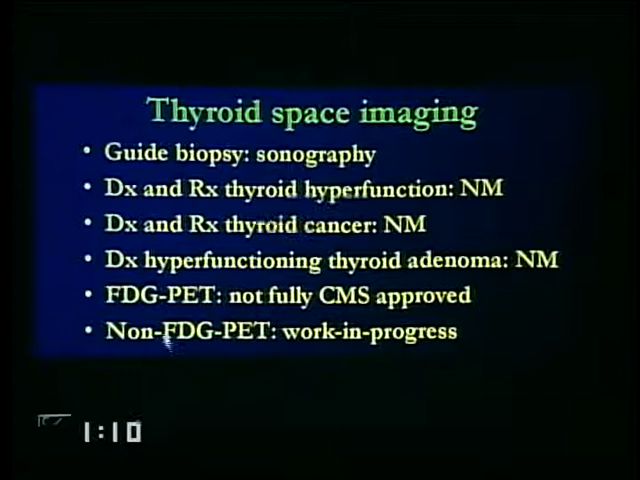 Thyroid space imaging
• Guide biopsy: sonography
• Dx and Rx thyroid hyperfunction: NM
• Dx and Rx thyroid cancer: NM
• Dx hyperfunctioning thyroid adenoma: NM
• FDG-PET: not fully CMS approved
• Non-FDG-PET: work-in-progress
1:10